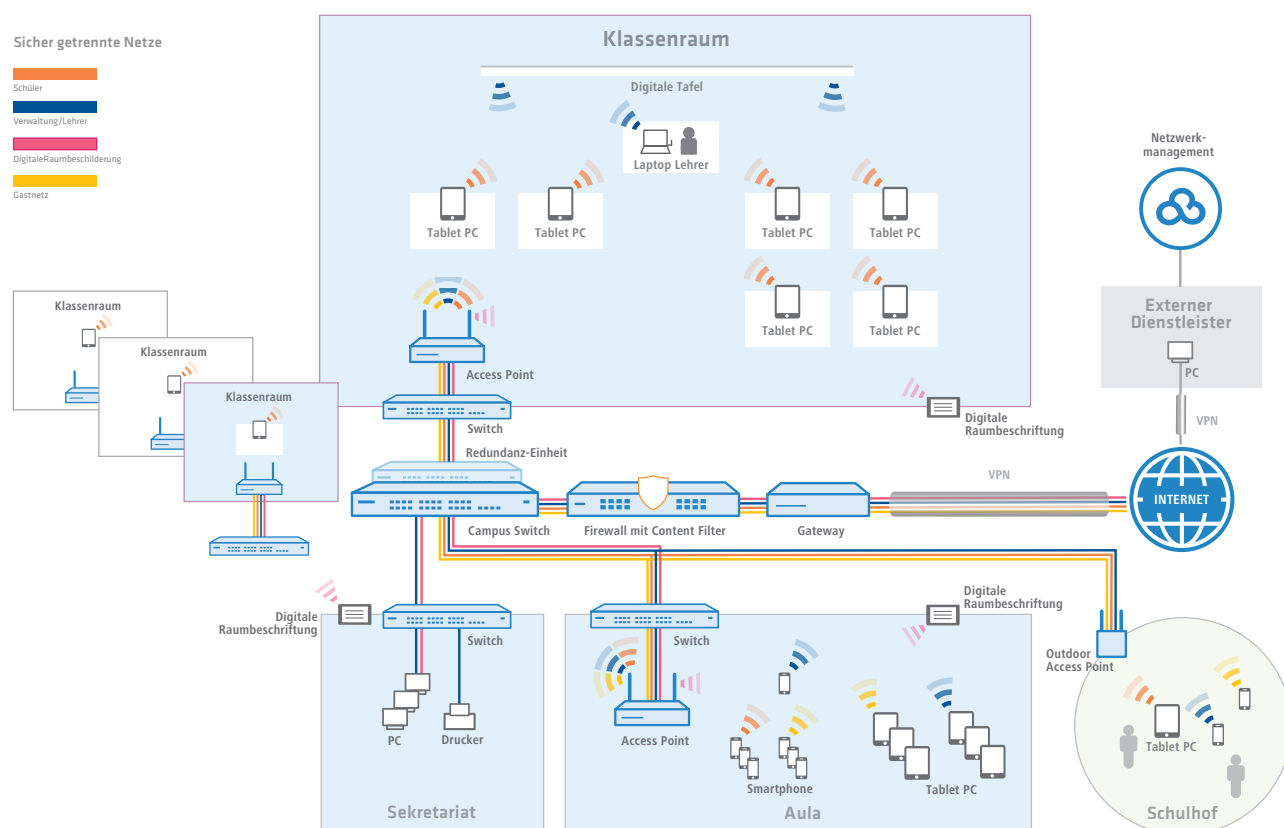 Sicher getrennte Netze
Schüler
Verwaltung/Lehrer
DigitaleRaumbeschilderung
Gastnetz
Klassenraum
Digitale Tafel
Laptop Lehrer
Tablet PC
Tablet PC
Tablet PC
Tablet PC
Tablet PC
Tablet PC
Access Point
Switch
Digitale
Raumbeschriftung
Klassenraum
Klassenraum
Klassenraum
Netzwerk-
management
Externer
Dienstleister
PC
VPN
INTERNET
Redundanz-Einheit
Campus Switch
Firewall mit Content Filter
Gateway
VPN
Digitale
Raumbeschriftung
Switch
PC
Drucker
Sekretariat
Switch
Digitale
Raumbeschriftung
Access Point
Smartphone
Tablet PC
Aula
Outdoor
Access Point
Tablet PC
Schulhof